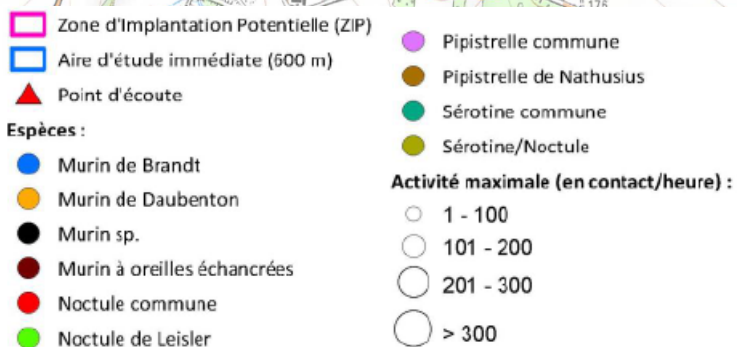 176
Zone d'Implantation Potentielle (ZIP)
Aire d'étude immédiate (600 m)
Point d'écoute
Espèces :
Murin de Brandt
Murin de Daubenton
Murin sp.
Murin à oreilles échancrées
Noctule commune
Noctule de Leisler
Pipistrelle commune
Pipistrelle de Nathusius
Sérotine commune
Sérotine/Noctule
Activité maximale (en contact/heure) :
1 - 100
101 - 200
201 - 300
> 300